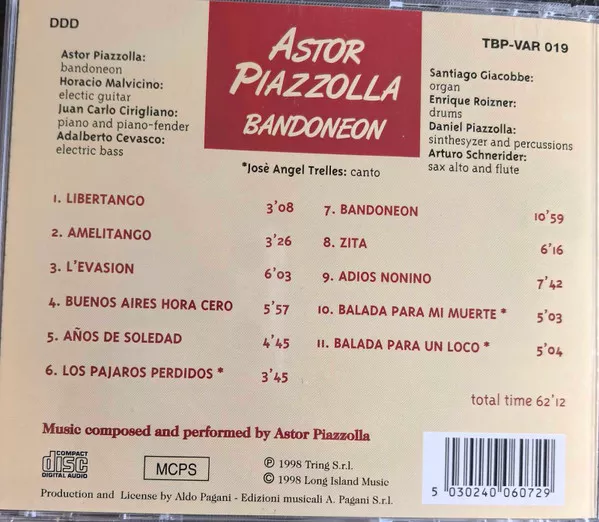 DDD
ASTOR
PIAZZOLLA
BANDONEON
TBP-VAR 019
Astor Piazzolla:
bandoneon
Horacio Malvicino:
electic guitar
Juan Carlo Cirigliano:
piano and piano-fender
Adalberto Cevasco:
electric bass
Santiago Giacobbe:
organ
Enrique Roizner:
drums
Daniel Piazzolla:
sinthesyzer and percussions
Arturo Schnerider:
sax alto and flute
*Josè Angel Trelles: canto
1. LIBERTANGO 3'08
2. AMELITANGO 3'26
3. L'EVASION 6'03
4. BUENOS AIRES HORA CERO 5'57
5. AÑOS DE SOLEDAD 4'45
6. LOS PAJAROS PERDIDOS * 3'45
7. BANDONEON 10'59
8. ZITA 6'16
9. ADIOS NONINO 7'42
10. BALADA PARA MI MUERTE * 5'03
11. BALADA PARA UN LOCO * 5'04
total time 62'12
Music composed and performed by Astor Piazzolla
COMPACT
disc
DIGITAL AUDIO
MCPS
℗ 1998 Tring S.r.l.
© 1998 Long Island Music
Production and License by Aldo Pagani - Edizioni musicali A. Pagani S.r.l.
5 030240 060729